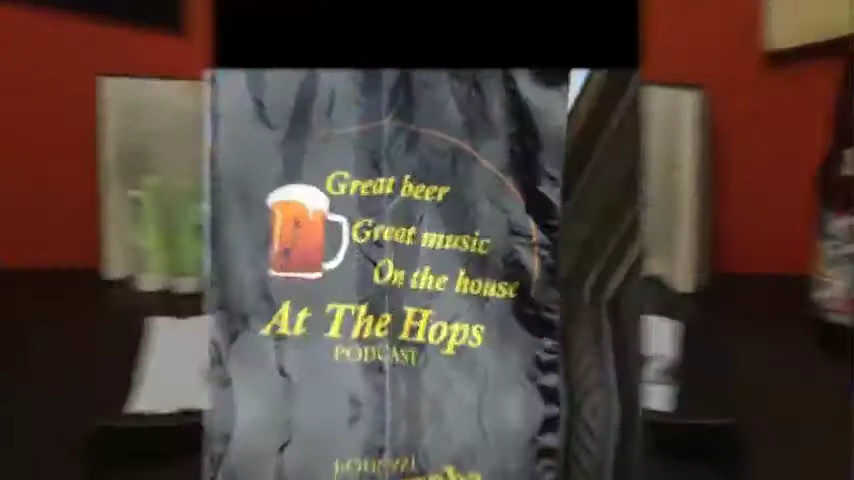 Great beer
Great music
On the house
At The Hops
PODCAST